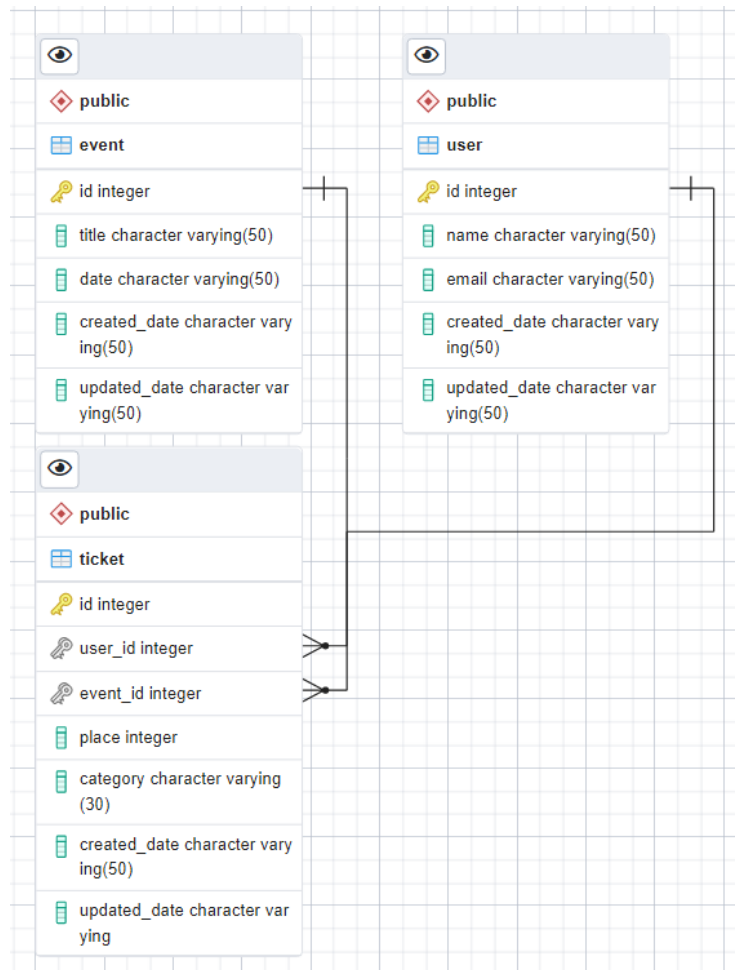 public
event
id integer
title character varying(50)
date character varying(50)
created_date character vary
ing(50)
updated_date character var
ying(50)
public
user
id integer
name character varying(50)
email character varying(50)
created_date character vary
ing(50)
updated_date character var
ying(50)
public
ticket
id integer
user_id integer
event_id integer
place integer
category character varying
(30)
created_date character vary
ing(50)
updated_date character var
ying